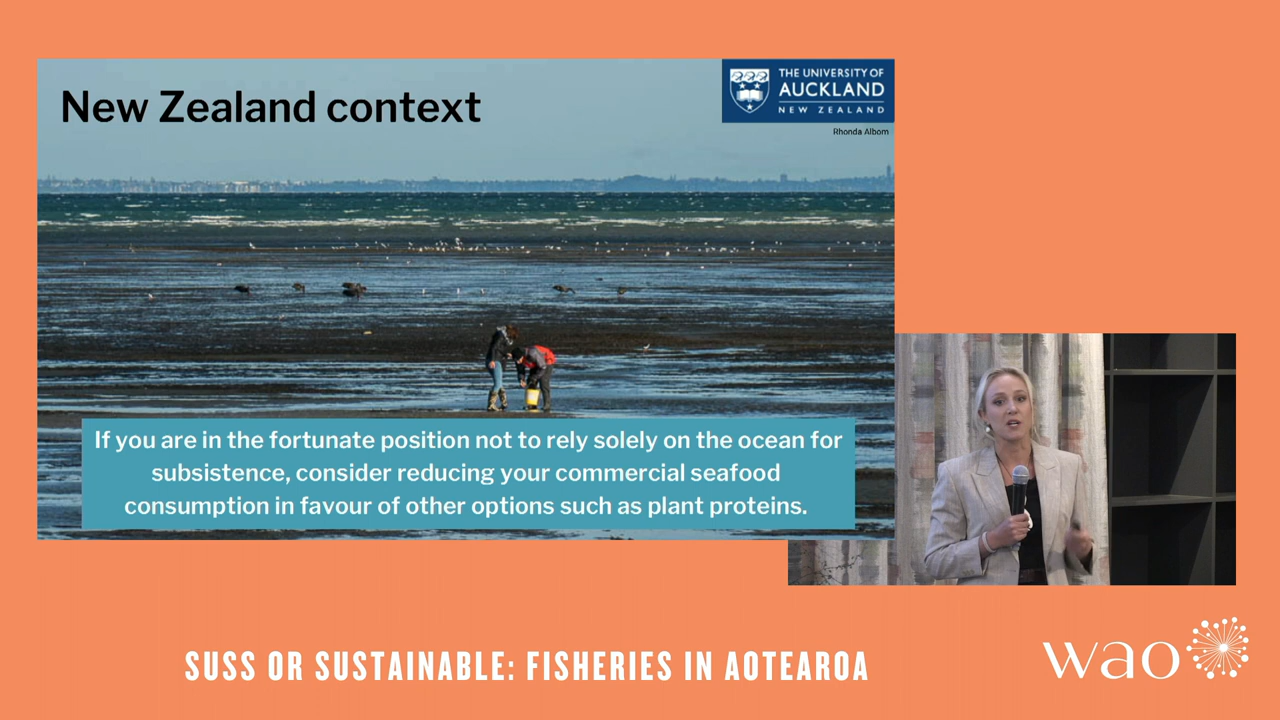 New Zealand context
THE UNIVERSITY OF
AUCKLAND
NEW ZEALAND
Rhonda Albom
If you are in the fortunate position not to rely solely on the ocean for
subsistence, consider reducing your commercial seafood
consumption in favour of other options such as plant proteins.
SUSS OR SUSTAINABLE: FISHERIES IN AOTEAROA
wao